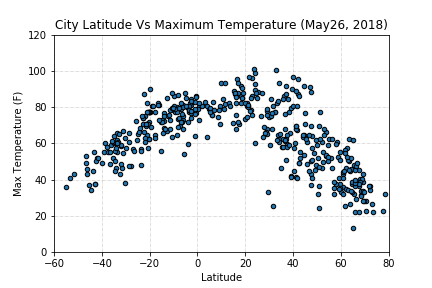 City Latitude Vs Maximum Temperature (May26, 2018)
120
100
80
60
40
20
0
Max Temperature (F)
−60 −40 −20 0 20 40 60 80
Latitude